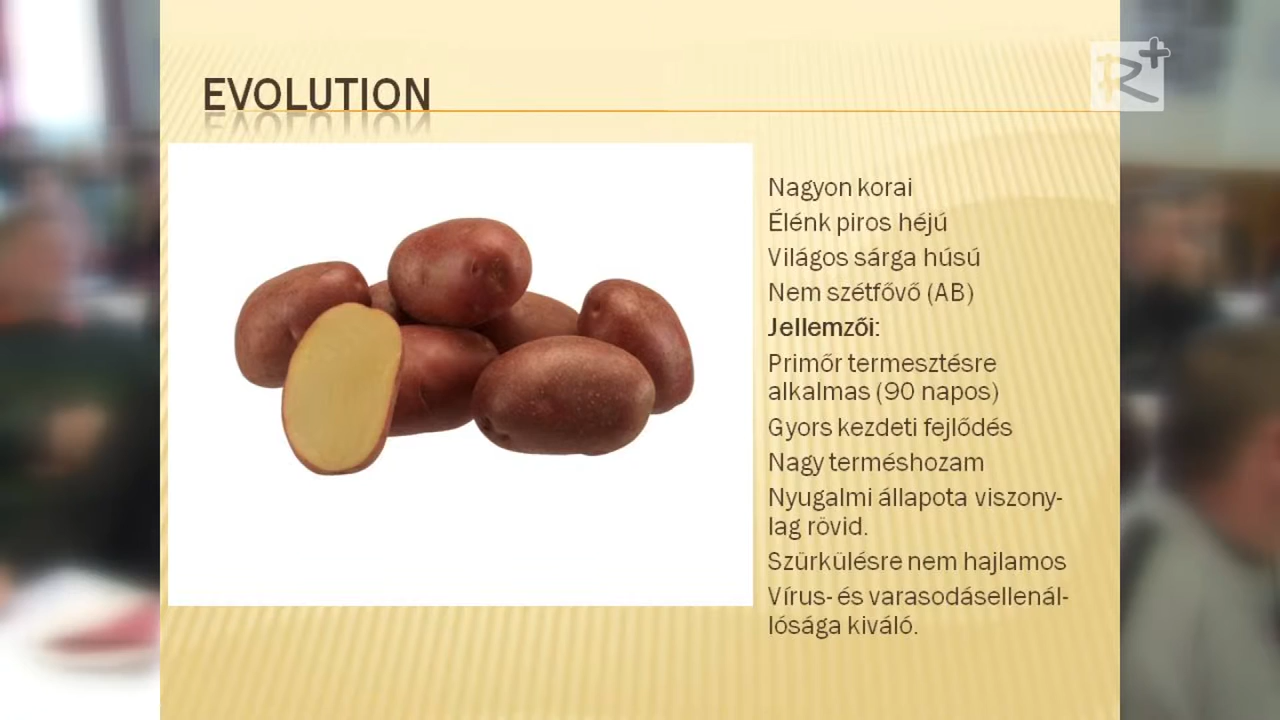 EVOLUTION
R+
Nagyon korai
Élénk piros héjú
Világos sárga húsú
Nem szétfővő (AB)
Jellemzői:
Primőr termesztésre
alkalmas (90 napos)
Gyors kezdeti fejlődés
Nagy terméshozam
Nyugalmi állapota viszony-
lag rövid.
Szürkülésre nem hajlamos
Vírus- és varasodásellenál-
lósága kiváló.